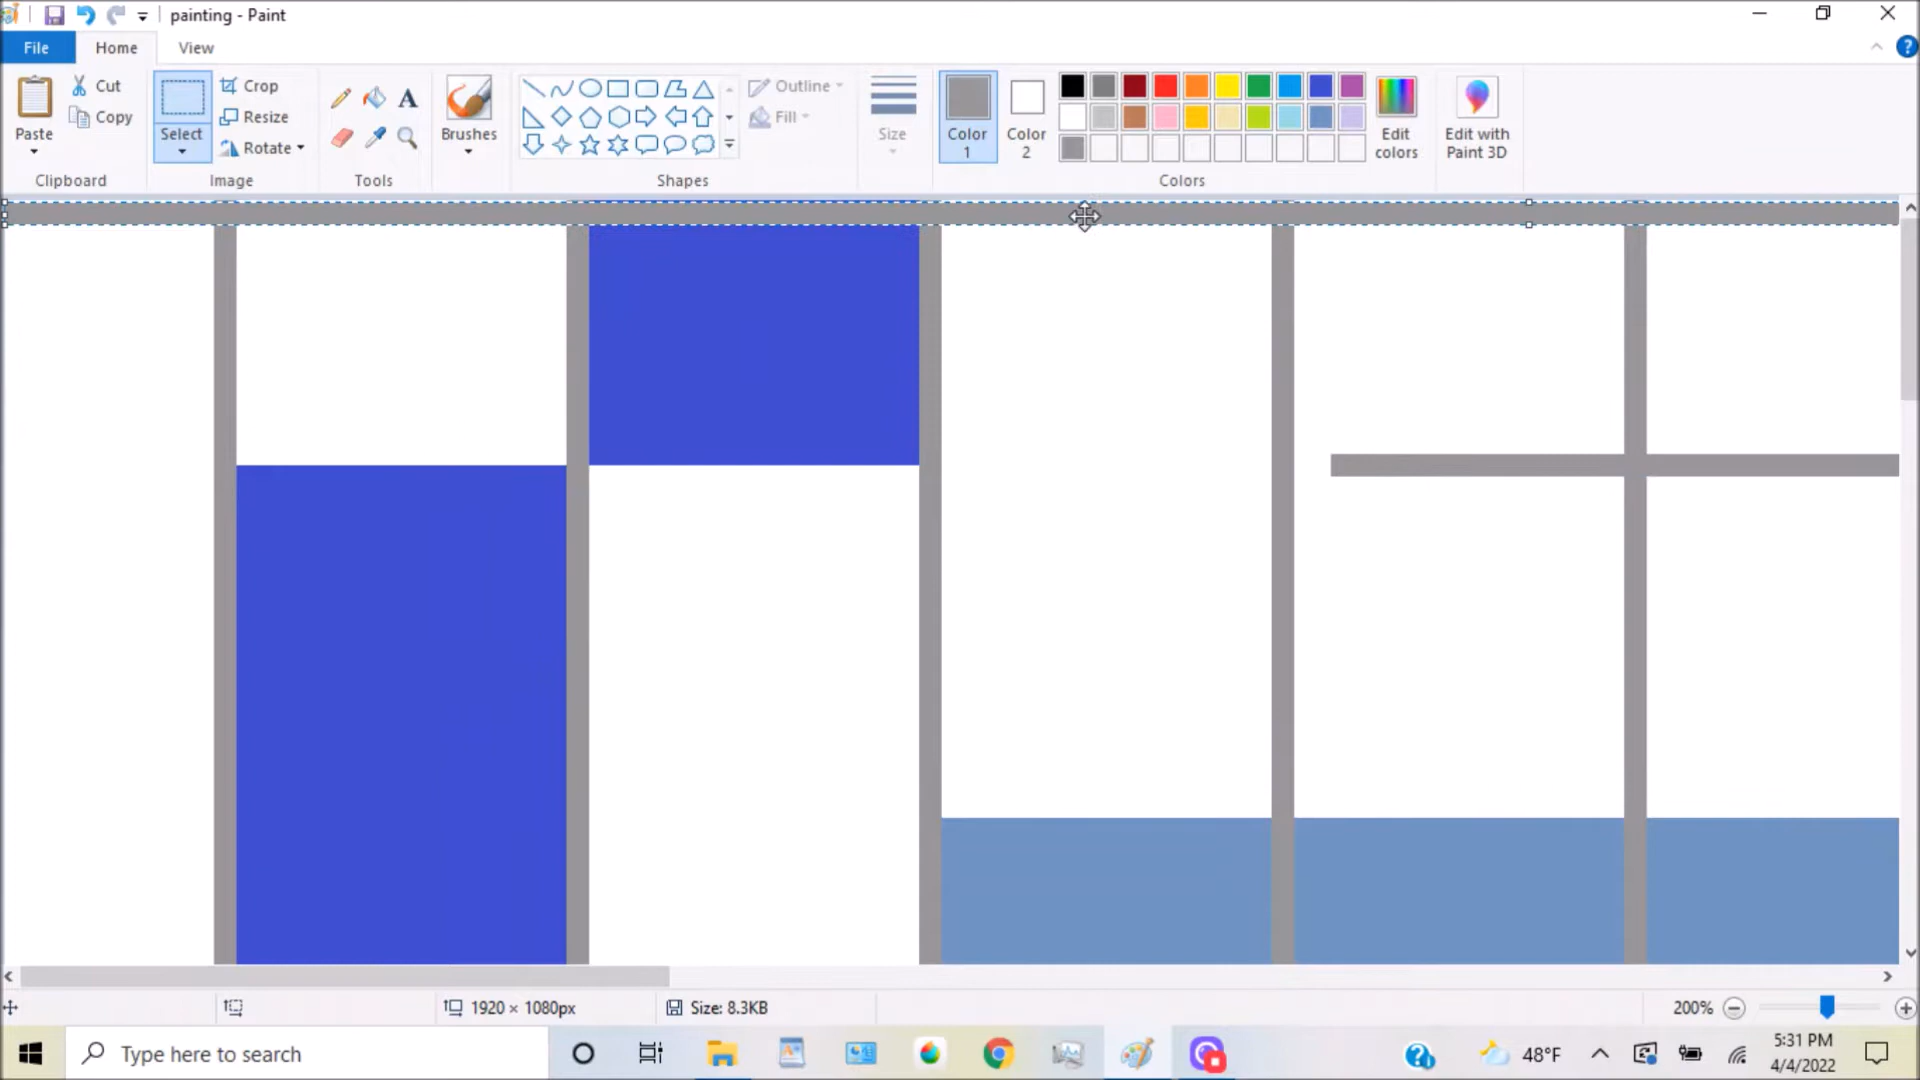 painting - Paint
File Home View
Paste
Cut
Copy
Clipboard
Select
Crop
Resize
Rotate
Image
A
Tools
Brushes
Outline
Fill
Shapes
Size
Color 1
Color 2
Edit colors
Edit with Paint 3D
Colors
1920 × 1080px
Size: 8.3KB
200%
Type here to search
48°F
5:31 PM
4/4/2022